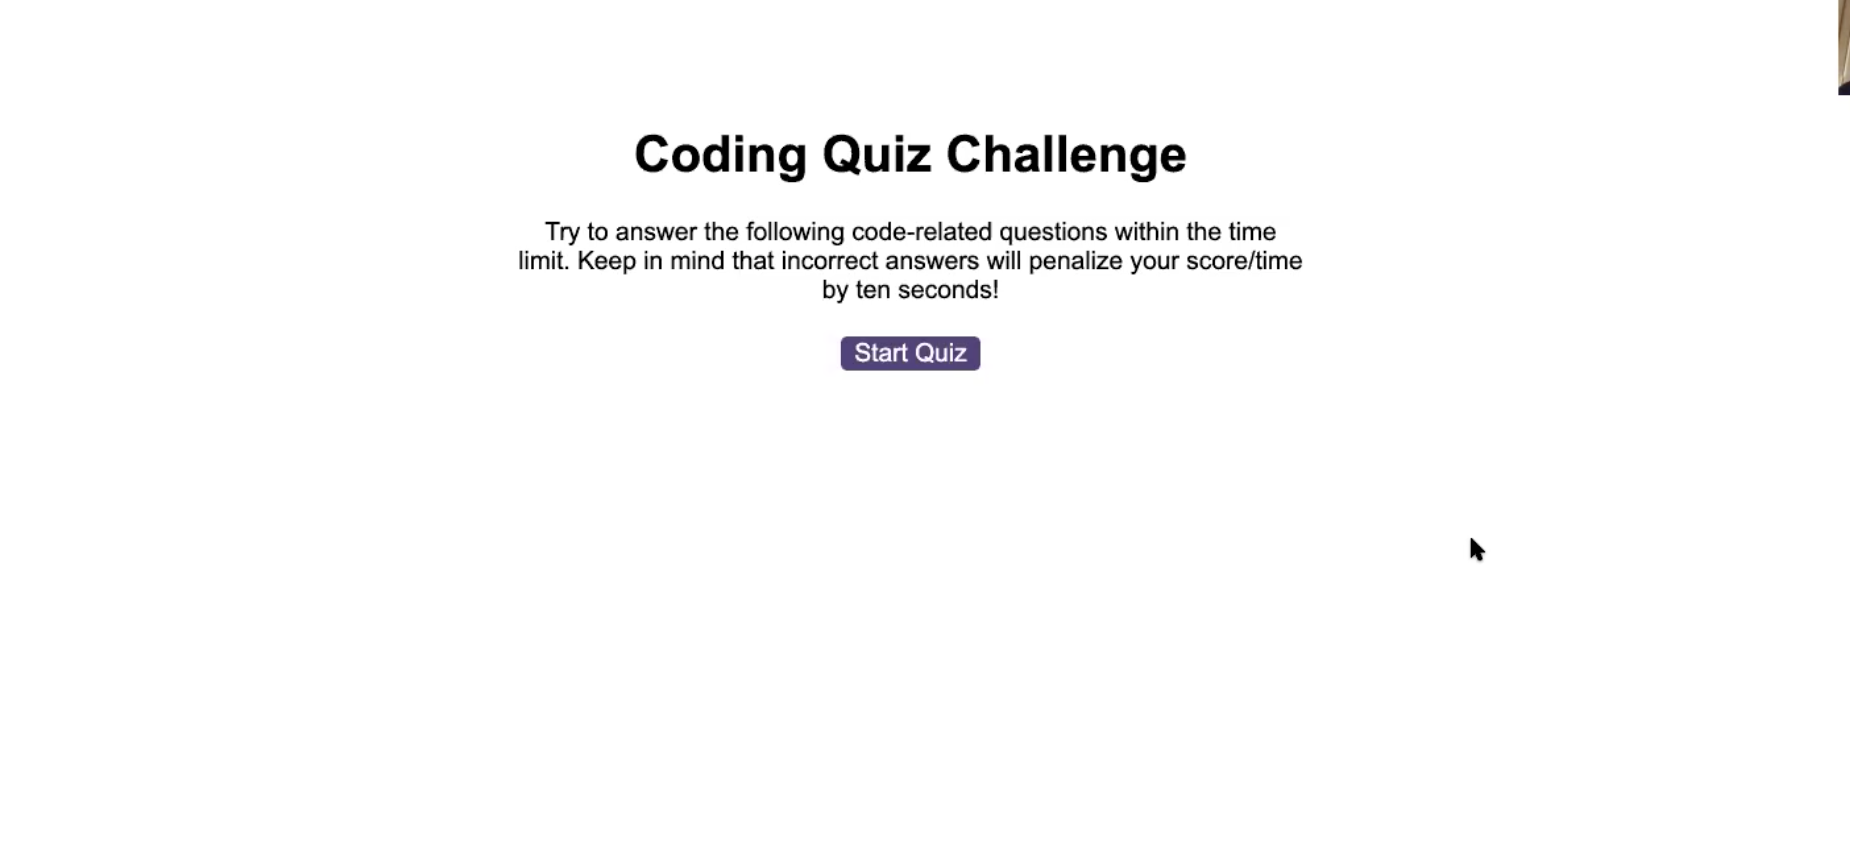 Coding Quiz Challenge
Try to answer the following code-related questions within the time
limit. Keep in mind that incorrect answers will penalize your score/time
by ten seconds!
Start Quiz